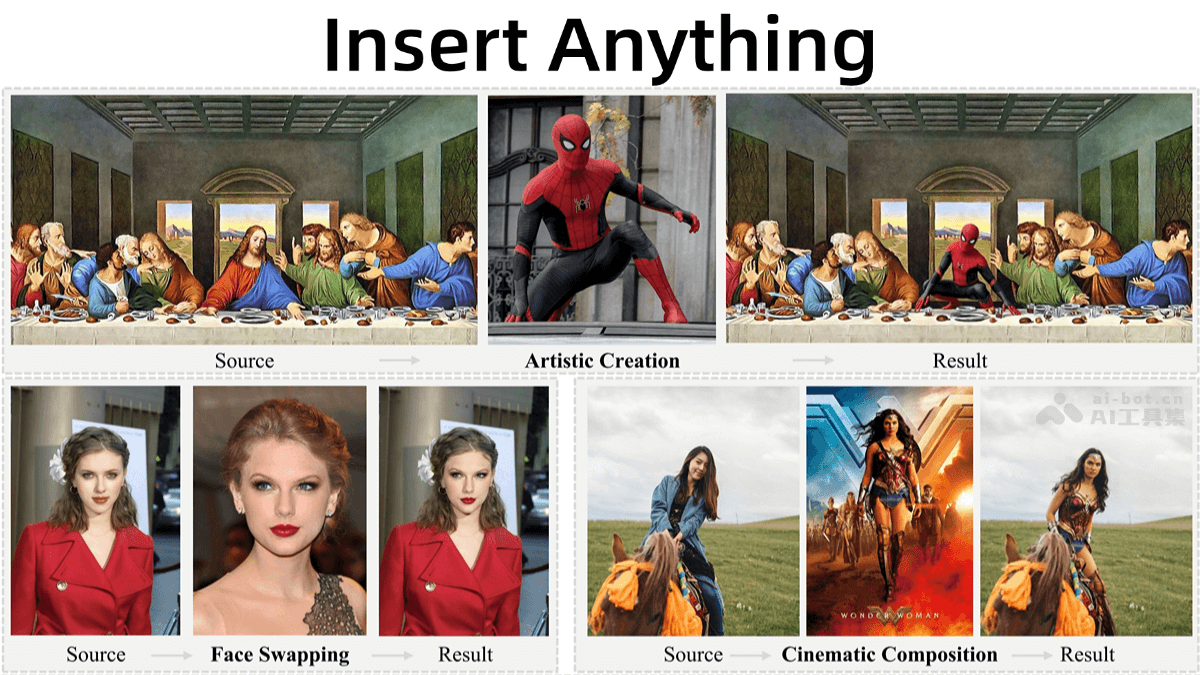 Insert Anything
Source
Artistic Creation
Result
ai-bot.cn
AI工具集
WONDER WOMAN
Source
Face Swapping
Result
Source
Cinematic Composition
Result